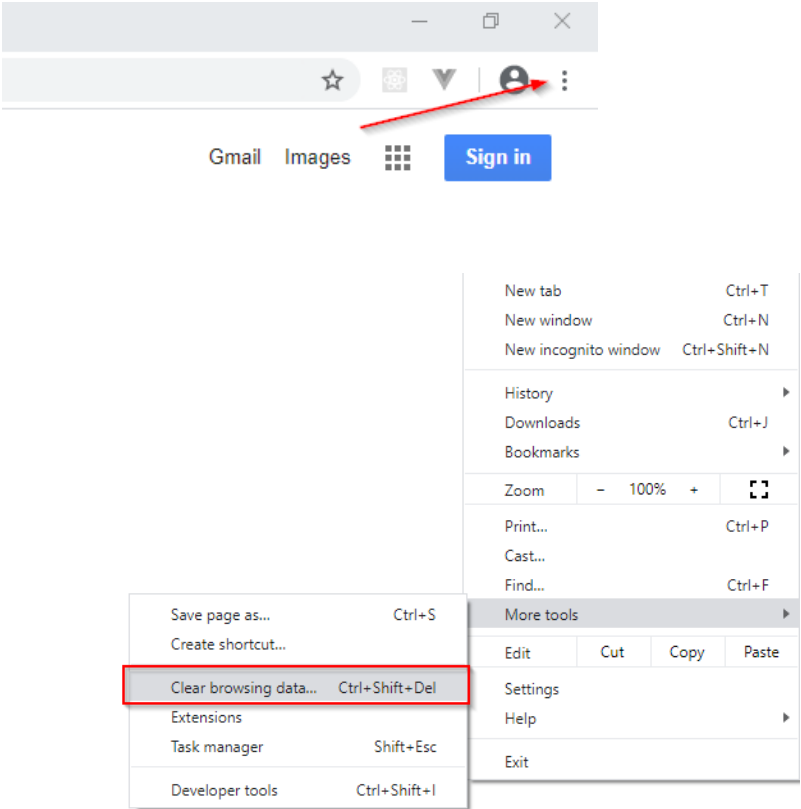 Gmail Images Sign in
New tab Ctrl+T
New window Ctrl+N
New incognito window Ctrl+Shift+N
History
Downloads Ctrl+J
Bookmarks
Zoom - 100% +
Print... Ctrl+P
Cast...
Find... Ctrl+F
More tools
Edit Cut Copy Paste
Settings
Help
Exit
Save page as... Ctrl+S
Create shortcut...
Clear browsing data... Ctrl+Shift+Del
Extensions
Task manager Shift+Esc
Developer tools Ctrl+Shift+I